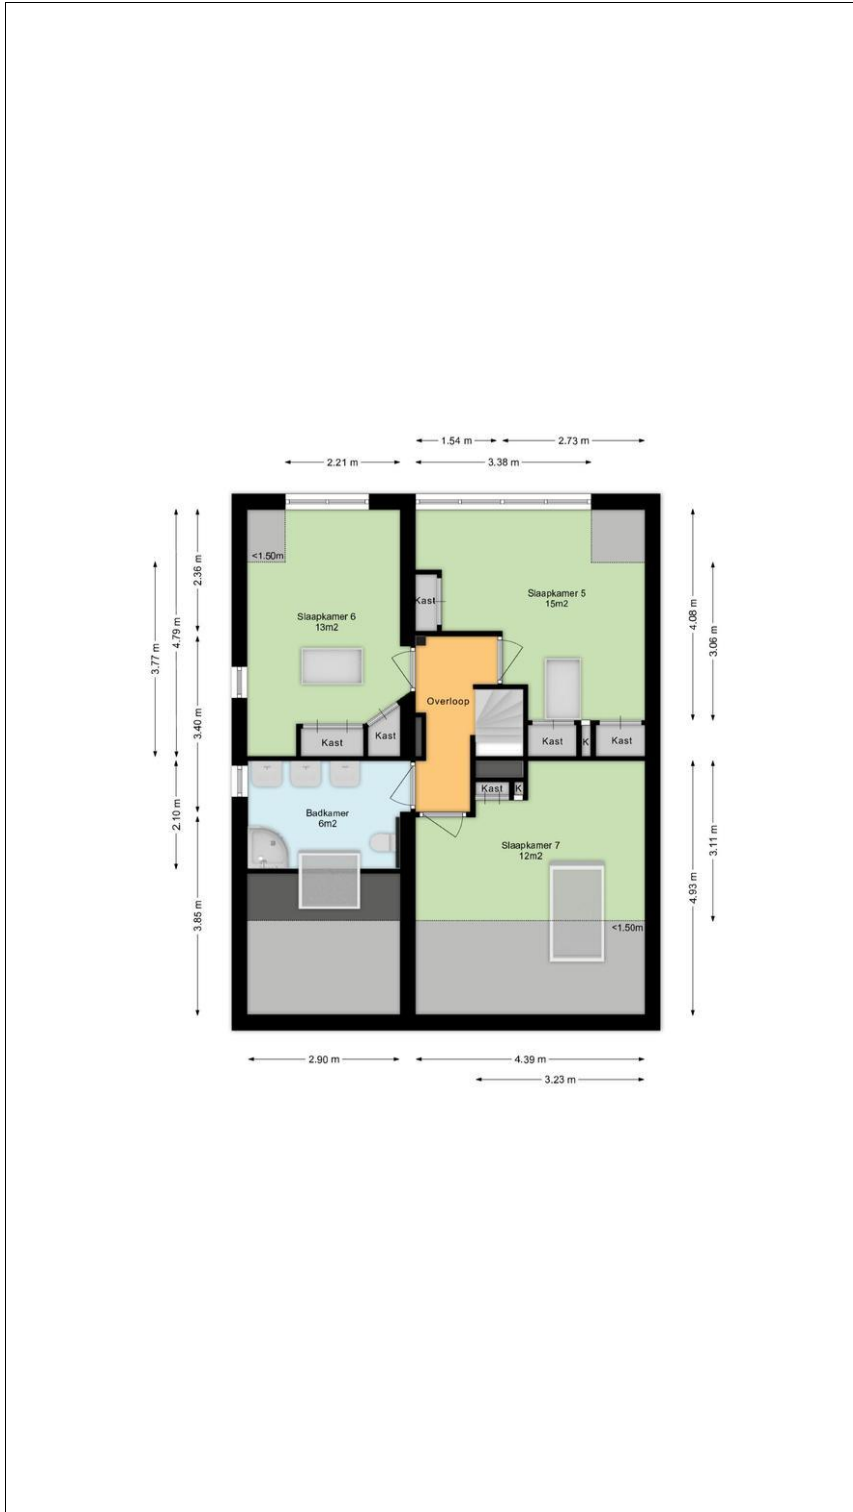 1.54 m
2.73 m
2.21 m
3.38 m
<1.50m
2.36 m
Slaapkamer 5
15m2
Kast
4.79 m
4.08 m
Slaapkamer 6
13m2
3.77 m
3.06 m
Overloop
3.40 m
Kast
Kast
Kast
K
Kast
Kast
K
Badkamer
6m2
2.10 m
3.11 m
Slaapkamer 7
12m2
4.93 m
3.85 m
<1.50m
2.90 m
4.39 m
3.23 m